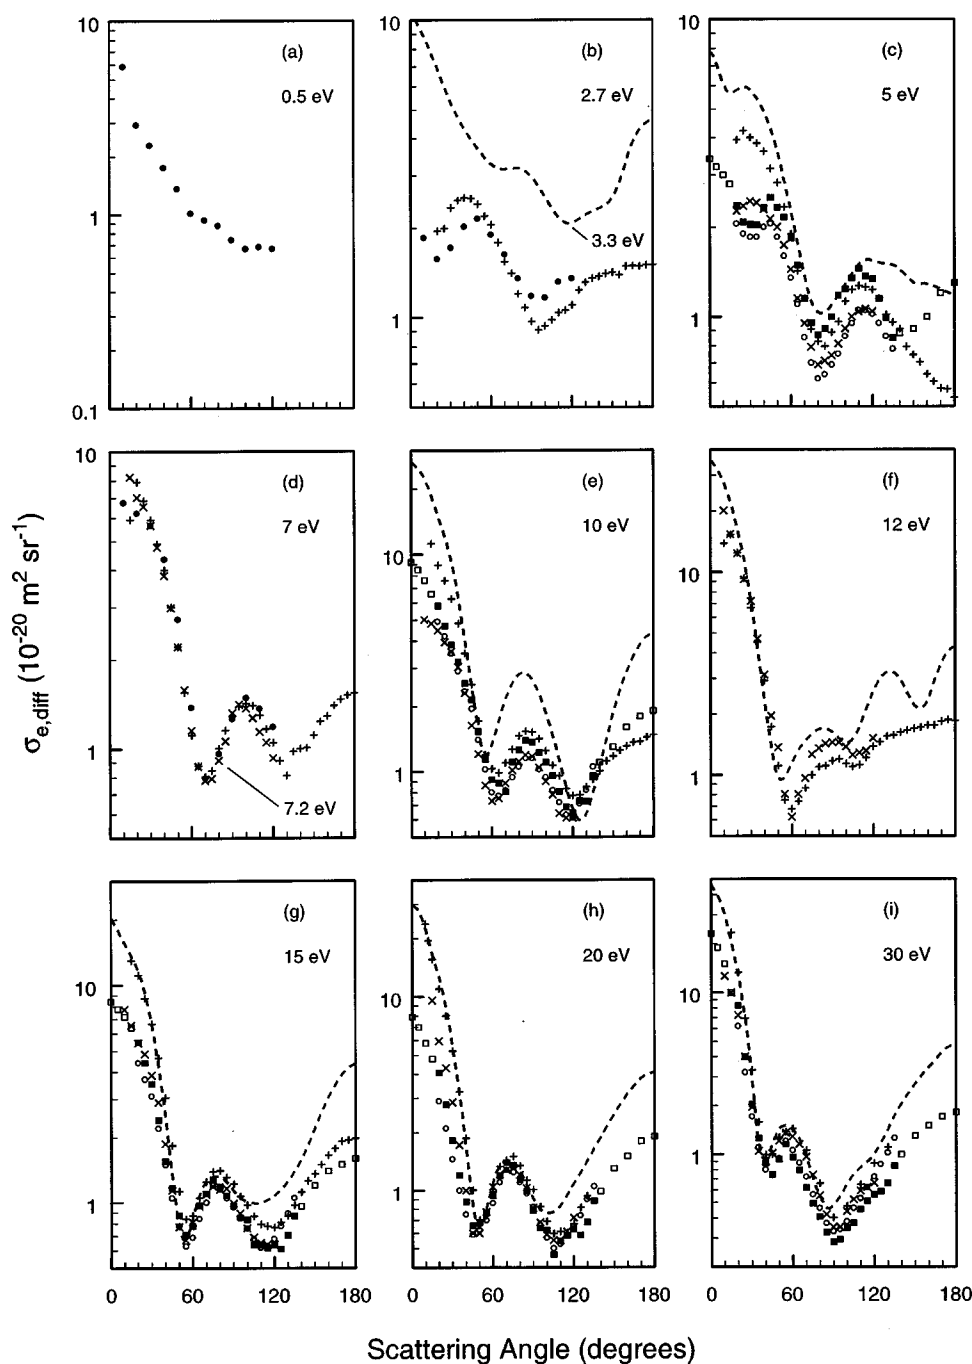 10
(a)
0.5 eV
1
0.1
10
(b)
2.7 eV
3.3 eV
1
10
(c)
5 eV
1
10
(d)
7 eV
1
7.2 eV
(e)
10 eV
10
1
(f)
12 eV
10
1
σe,diff (10⁻²⁰ m² sr⁻¹)
(g)
15 eV
10
1
(h)
20 eV
10
1
(i)
30 eV
10
1
0 60 120 180
0 60 120 180
0 60 120 180
Scattering Angle (degrees)